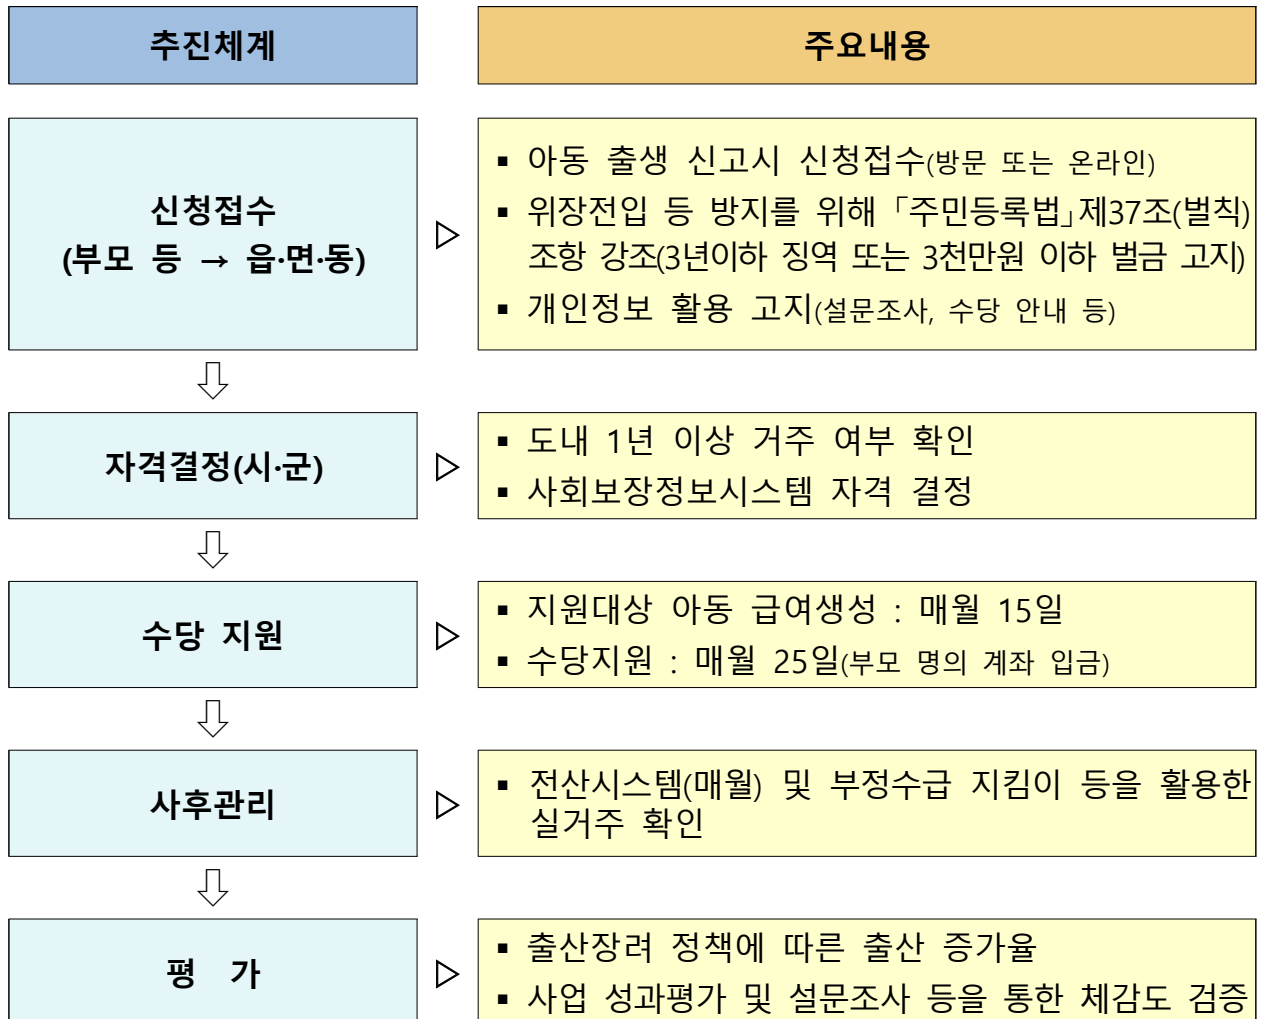 추진체계
주요내용
신청접수
(부모 등 → 읍·면·동)
▪ 아동 출생 신고시 신청접수(방문 또는 온라인)
▪ 위장전입 등 방지를 위해 「주민등록법」제37조(벌칙)
조항 강조(3년이하 징역 또는 3천만원 이하 벌금 고지)
▪ 개인정보 활용 고지(설문조사, 수당 안내 등)
자격결정(시·군)
▪ 도내 1년 이상 거주 여부 확인
▪ 사회보장정보시스템 자격 결정
수당 지원
▪ 지원대상 아동 급여생성 : 매월 15일
▪ 수당지원 : 매월 25일(부모 명의 계좌 입금)
사후관리
▪ 전산시스템(매월) 및 부정수급 지킴이 등을 활용한
실거주 확인
평 가
▪ 출산장려 정책에 따른 출산 증가율
▪ 사업 성과평가 및 설문조사 등을 통한 체감도 검증